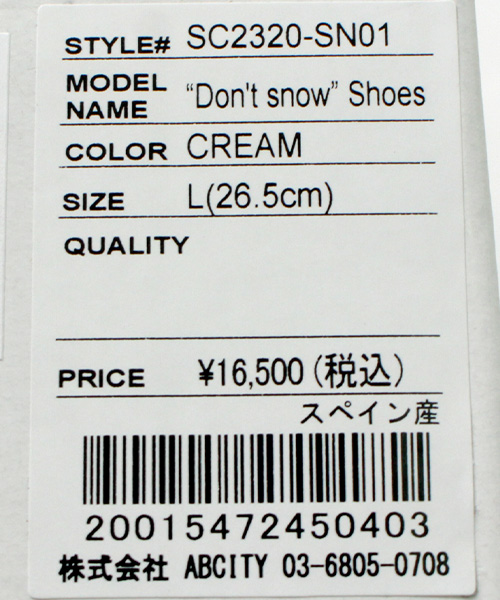 STYLE# SC2320-SN01
MODEL NAME “Don't snow” Shoes
COLOR CREAM
SIZE L(26.5cm)
QUALITY
PRICE ¥16,500(税込)
スペイン産
20015472450403
株式会社 ABCITY 03-6805-0708